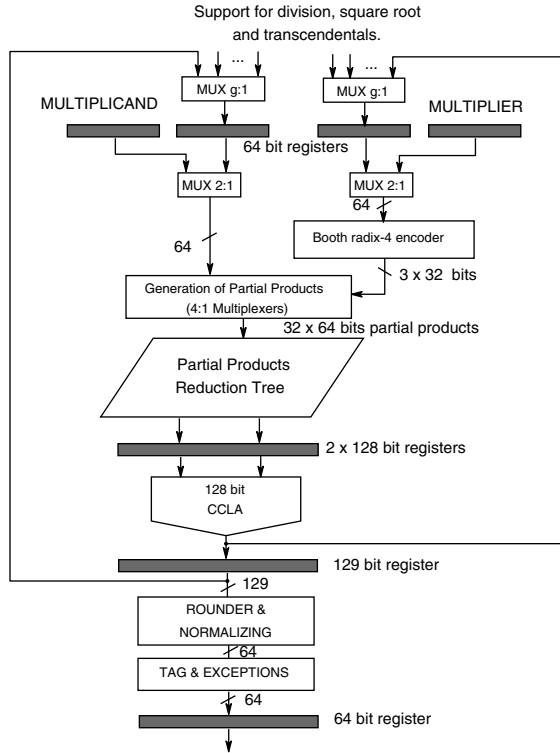 Support for division, square root
and transcendentals.
...
...
MUX g:1
MUX g:1
MULTIPLICAND
MULTIPLIER
64 bit registers
MUX 2:1
MUX 2:1
64
64
Booth radix-4 encoder
3 x 32 bits
Generation of Partial Products
(4:1 Multiplexers)
32 x 64 bits partial products
Partial Products
Reduction Tree
2 x 128 bit registers
128 bit
CCLA
129 bit register
129
ROUNDER &
NORMALIZING
64
TAG & EXCEPTIONS
64
64 bit register